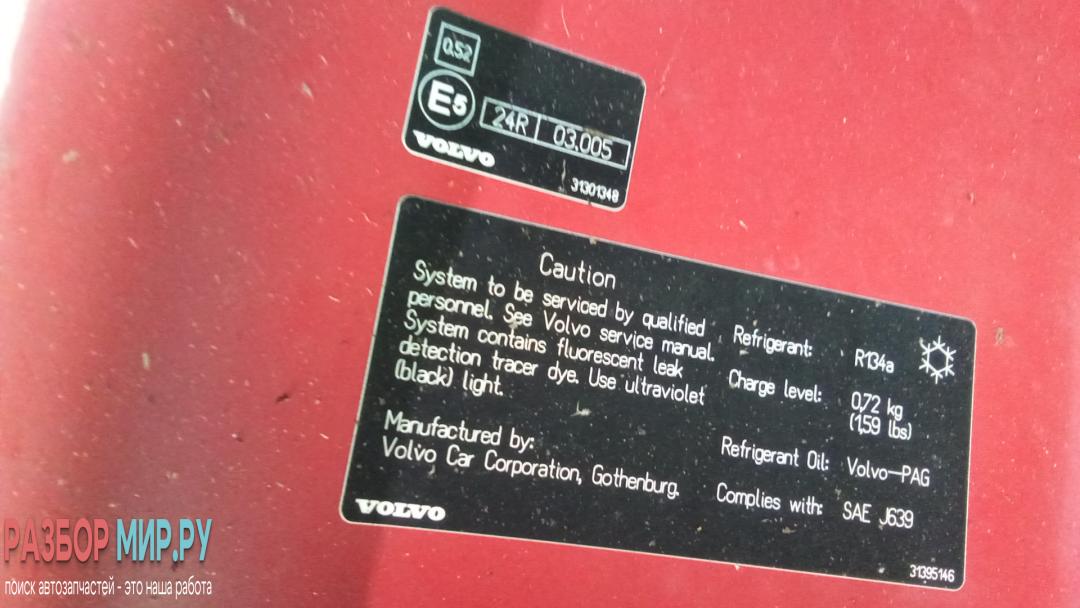 0.52
E5
24R 03.005
VOLVO
31301348
Caution
System to be serviced by qualified
personnel. See Volvo service manual.
System contains fluorescent leak
detection tracer dye. Use ultraviolet
(black) light.
Manufactured by:
Volvo Car Corporation, Gothenburg.
VOLVO
Refrigerant: R134a
Charge level: 0,72 kg
(1,59 lbs)
Refrigerant Oil: Volvo-PAG
Complies with: SAE J639
31395146
РАЗБОР МИР.РУ
поиск автозапчастей - это наша работа